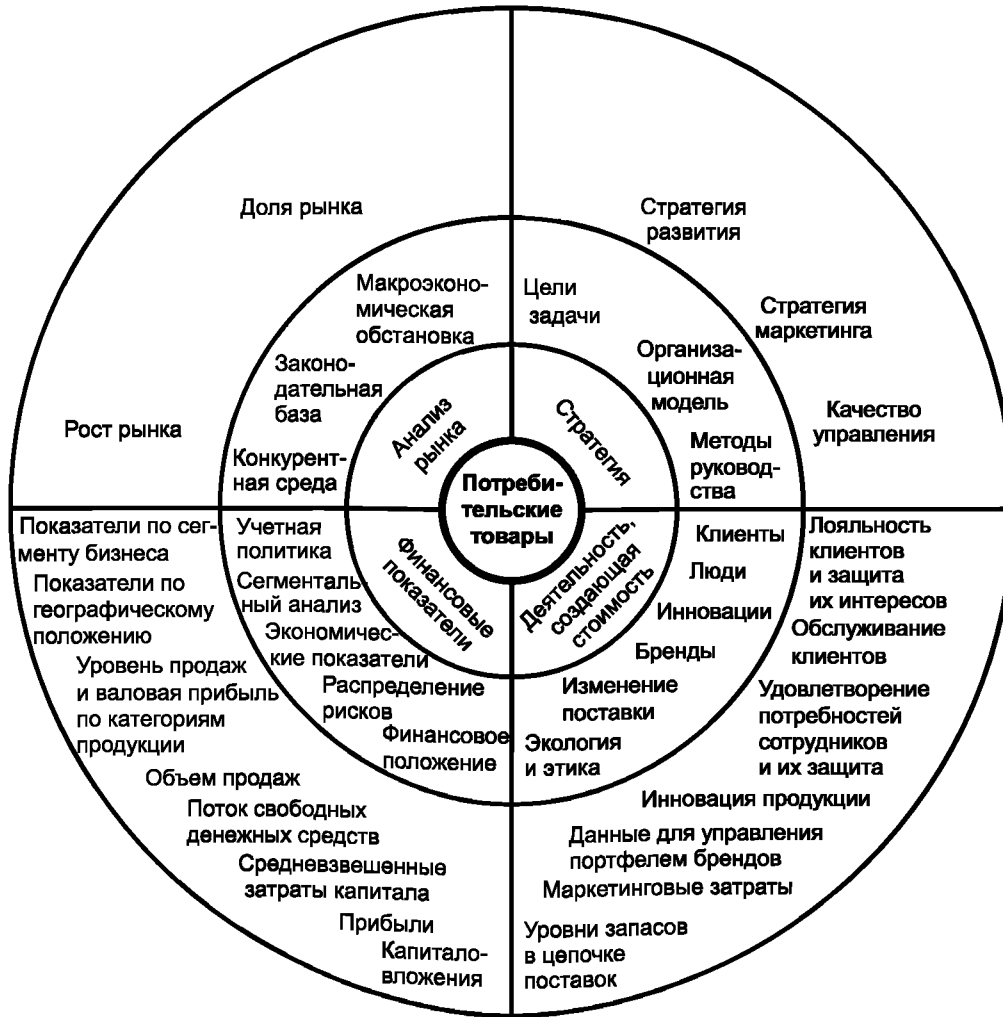 Доля рынка
Рост рынка
Макроэконо-
мическая
обстановка
Законо-
дательная
база
Конкурент-
ная среда
Анализ
рынка
Стратегия
развития
Стратегия
маркетинга
Качество
управления
Цели
задачи
Организа-
ционная
модель
Методы
руковод-
ства
Стратегия
Потреби-
тельские
товары
Финансовые
показатели
Учетная
политика
Сегменталь-
ный анализ
Экономичес-
кие показатели
Распределение
рисков
Финансовое
положение
Показатели по сег-
менту бизнеса
Показатели по
географическому
положению
Уровень продаж
и валовая прибыль
по категориям
продукции
Объем продаж
Поток свободных
денежных средств
Средневзвешенные
затраты капитала
Прибыли
Капитало-
вложения
Деятельность,
создающая
стоимость
Клиенты
Люди
Инновации
Бренды
Изменение
поставки
Экология
и этика
Лояльность
клиентов
и защита
их интересов
Обслуживание
клиентов
Удовлетворение
потребностей
сотрудников
и их защита
Инновация продукции
Данные для управления
портфелем брендов
Маркетинговые затраты
Уровни запасов
в цепочке
поставок